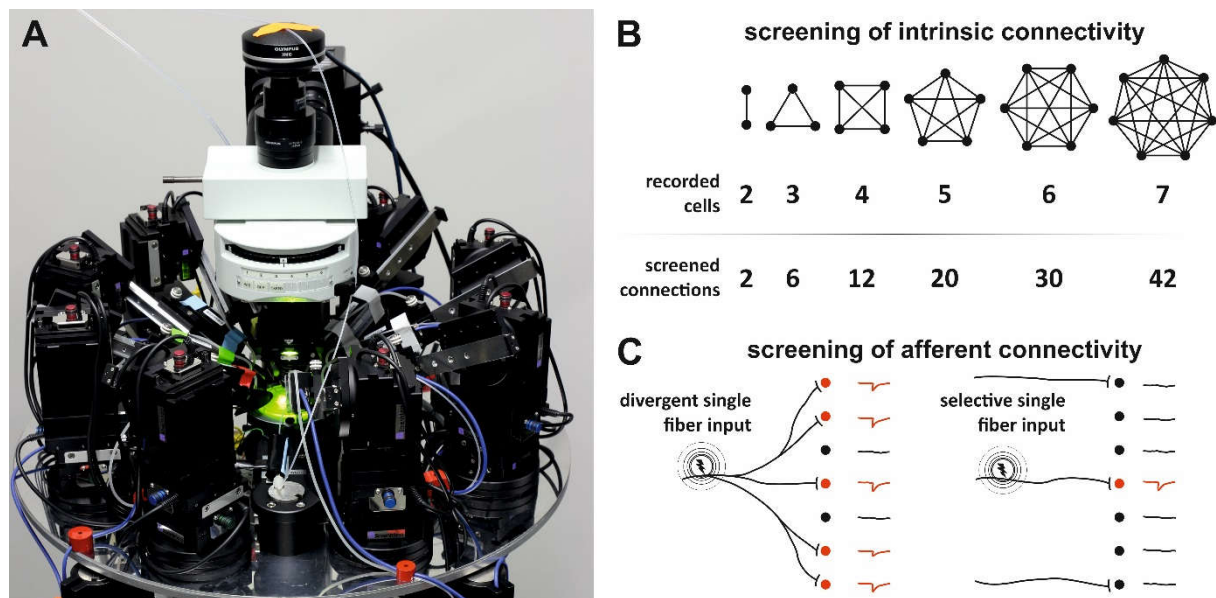 A
OLYMPUS
B
screening of intrinsic connectivity
recorded
cells
2 3 4 5 6 7
screened
connections
2 6 12 20 30 42
C
screening of afferent connectivity
divergent single
fiber input
selective single
fiber input